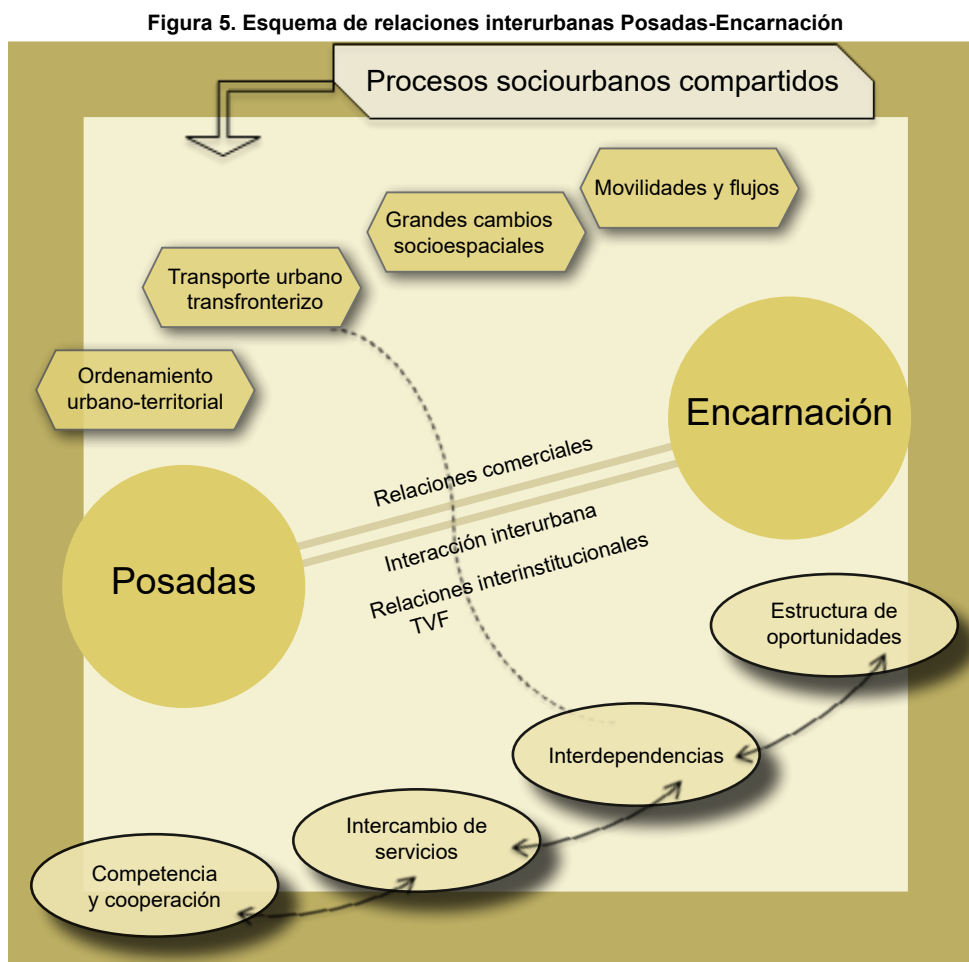 Figura 5. Esquema de relaciones interurbanas Posadas-Encarnación
Procesos sociourbanos compartidos
Movilidades y flujos
Grandes cambios
socioespaciales
Transporte urbano
transfronterizo
Ordenamiento
urbano-territorial
Encarnación
Posadas
Relaciones comerciales
Interacción interurbana
Relaciones interinstitucionales
TVF
Estructura de
oportunidades
Interdependencias
Intercambio de
servicios
Competencia
y cooperación